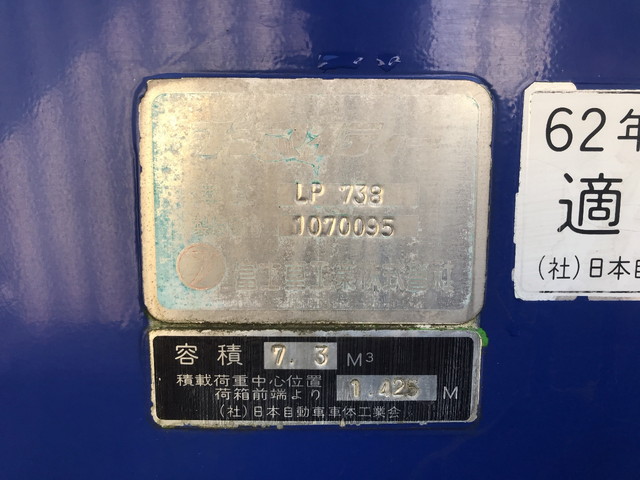 LP 738
1070095
容積 7.3 M³
積載荷重中心位置
荷箱前端より 1.425 M
(社)日本自動車車体工業会
62年
適
(社)日本自